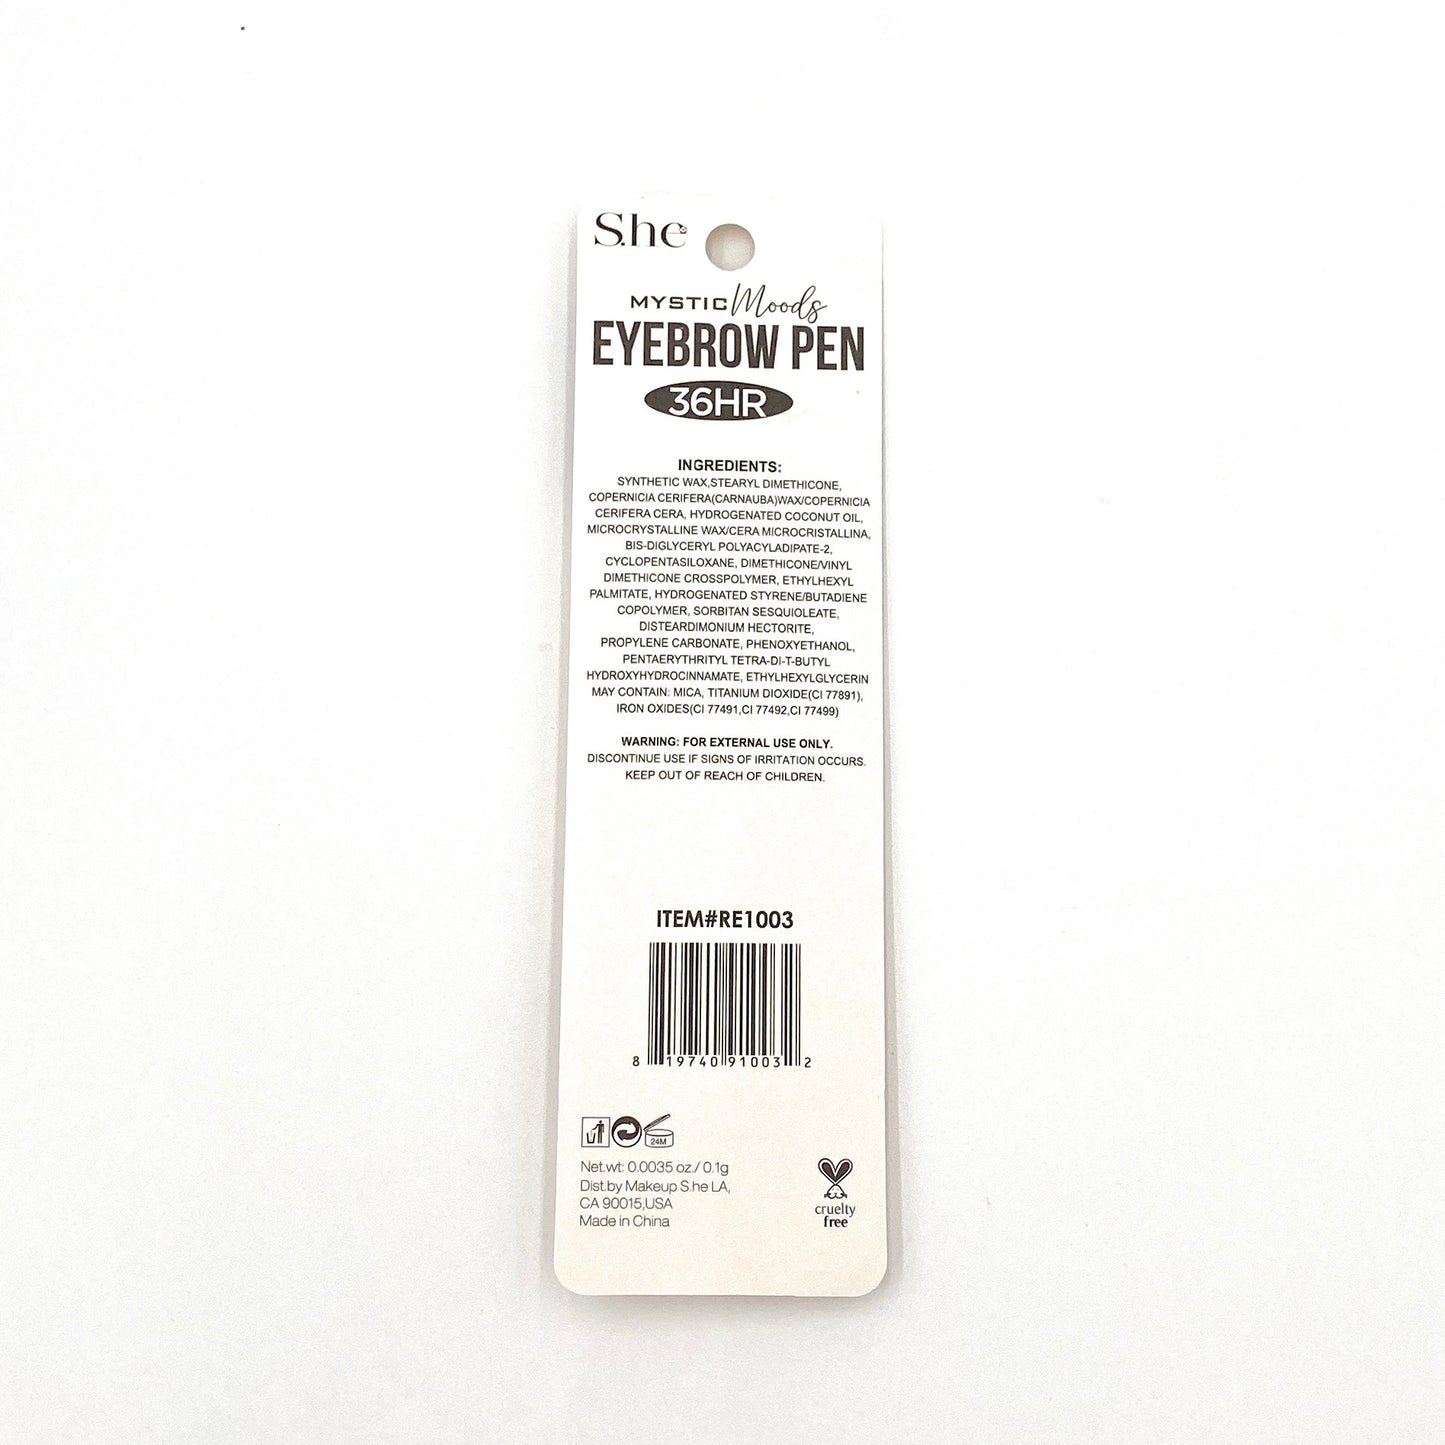 S.he
MYSTIC Moods
EYEBROW PEN
36HR
INGREDIENTS:
SYNTHETIC WAX,STEARYL DIMETHICONE,
COPERNICIA CERIFERA(CARNAUBA)WAX/COPERNICIA
CERIFERA CERA, HYDROGENATED COCONUT OIL,
MICROCRYSTALLINE WAX/CERA MICROCRISTALLINA,
BIS-DIGLYCERYL POLYACYLADIPATE-2,
CYCLOPENTASILOXANE, DIMETHICONE/VINYL
DIMETHICONE CROSSPOLYMER, ETHYLHEXYL
PALMITATE, HYDROGENATED STYRENE/BUTADIENE
COPOLYMER, SORBITAN SESQUIOLEATE,
DISTEARDIMONIUM HECTORITE,
PROPYLENE CARBONATE, PHENOXYETHANOL,
PENTAERYTHRITYL TETRA-DI-T-BUTYL
HYDROXYHYDROCINNAMATE, ETHYLHEXYLGLYCERIN
MAY CONTAIN: MICA, TITANIUM DIOXIDE(CI 77891),
IRON OXIDES(CI 77491,CI 77492,CI 77499)
WARNING: FOR EXTERNAL USE ONLY.
DISCONTINUE USE IF SIGNS OF IRRITATION OCCURS.
KEEP OUT OF REACH OF CHILDREN.
ITEM#RE1003
8 19740 91003 2
24M
Net.wt: 0.0035 oz./ 0.1g
Dist.by Makeup S.he LA,
CA 90015,USA
Made in China
cruelty
free